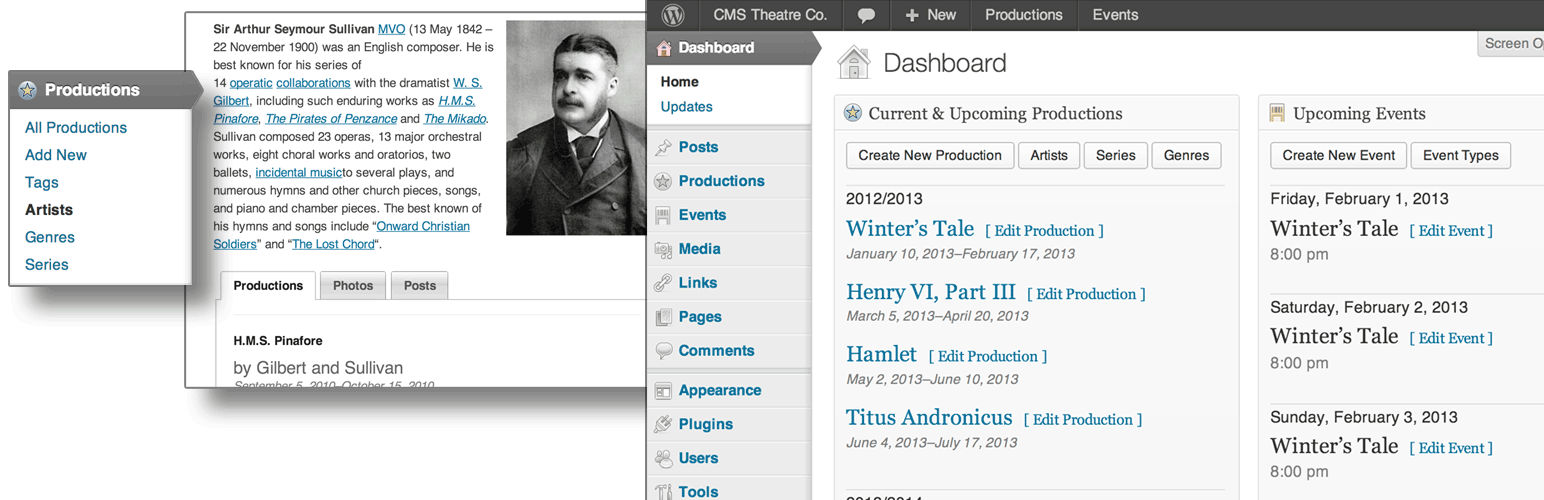 Productions
All Productions
Add New
Tags
Artists
Genres
Series
Sir Arthur Seymour Sullivan MVO (13 May 1842 –
22 November 1900) was an English composer. He is
best known for his series of
14 operatic collaborations with the dramatist W. S.
Gilbert, including such enduring works as H.M.S.
Pinafore, The Pirates of Penzance and The Mikado.
Sullivan composed 23 operas, 13 major orchestral
works, eight choral works and oratorios, two
ballets, incidental musicto several plays, and
numerous hymns and other church pieces, songs,
and piano and chamber pieces. The best known of
his hymns and songs include “Onward Christian
Soldiers” and “The Lost Chord“.
Productions Photos Posts
H.M.S. Pinafore
by Gilbert and Sullivan
September 5, 2010–October 15, 2010
CMS Theatre Co. + New Productions Events
Dashboard
Home
Updates
Posts
Productions
Events
Media
Links
Pages
Comments
Appearance
Plugins
Users
Tools
Screen Op
Dashboard
Current & Upcoming Productions
Create New Production Artists Series Genres
2012/2013
Winter’s Tale [ Edit Production ]
January 10, 2013–February 17, 2013
Henry VI, Part III [ Edit Production ]
March 5, 2013–April 20, 2013
Hamlet [ Edit Production ]
May 2, 2013–June 10, 2013
Titus Andronicus [ Edit Production ]
June 4, 2013–July 17, 2013
2013/2014
Upcoming Events
Create New Event Event Types
Friday, February 1, 2013
Winter’s Tale [ Edit Event ]
8:00 pm
Saturday, February 2, 2013
Winter’s Tale [ Edit Event ]
8:00 pm
Sunday, February 3, 2013
Winter’s Tale [ Edit Event ]
8:00 pm